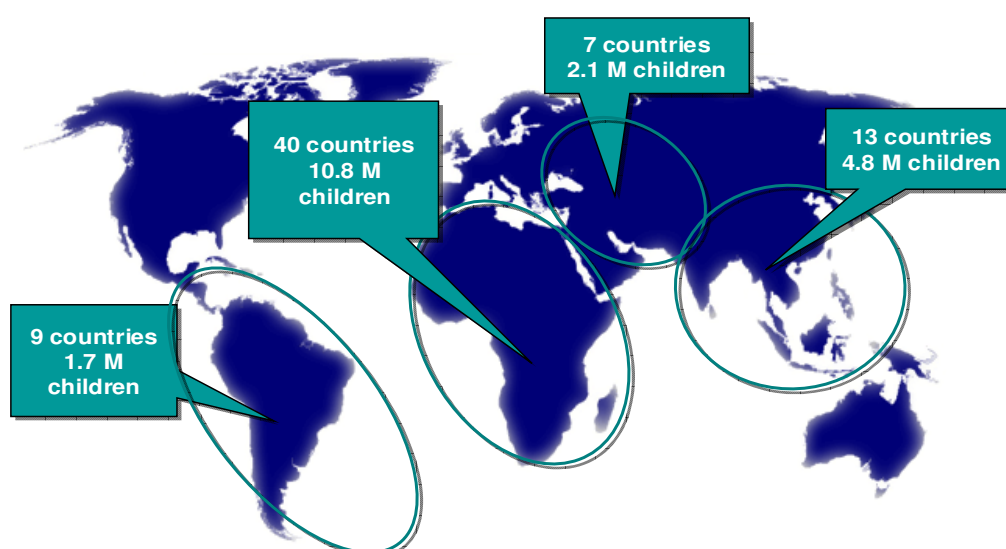 7 countries
2.1 M children
40 countries
10.8 M
children
13 countries
4.8 M children
9 countries
1.7 M
children